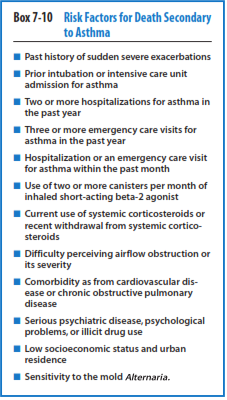 Box 7-10 Risk Factors for Death Secondary
to Asthma
■ Past history of sudden severe exacerbations
■ Prior intubation or intensive care unit
admission for asthma
■ Two or more hospitalizations for asthma in
the past year
■ Three or more emergency care visits for
asthma in the past year
■ Hospitalization or an emergency care visit
for asthma within the past month
■ Use of two or more canisters per month of
inhaled short-acting beta-2 agonist
■ Current use of systemic corticosteroids or
recent withdrawal from systemic cortico-
steroids
■ Difficulty perceiving airflow obstruction or
its severity
■ Comorbidity as from cardiovascular dis-
ease or chronic obstructive pulmonary
disease
■ Serious psychiatric disease, psychological
problems, or illicit drug use
■ Low socioeconomic status and urban
residence
■ Sensitivity to the mold Alternaria.